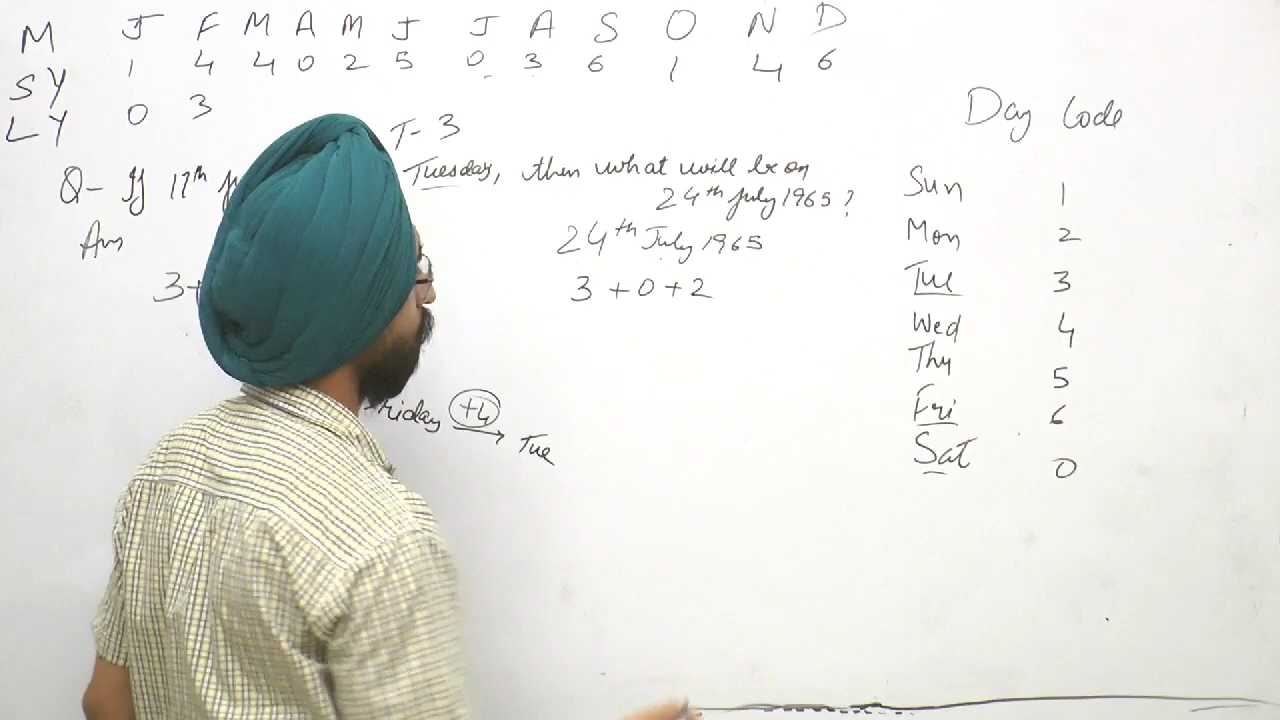 M J F M A M J J A S O N D
SY 1 4 4 0 2 5 0 3 6 1 4 6
LY 0 3
T-3
Q- If 17th Tuesday, then what will be on
24th July 1965?
Ans
24th July 1965
3+
3 + 0 + 2
Friday +4 Tue
Day Code
Sun 1
Mon 2
Tue 3
Wed 4
Thu 5
Fri 6
Sat 0